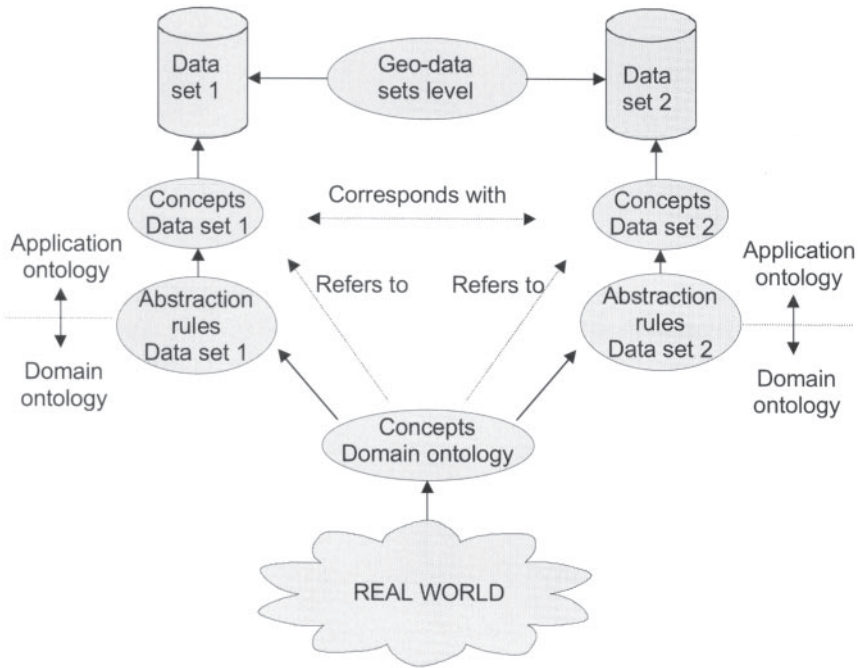 Data
set 1
Geo-data
sets level
Data
set 2
Concepts
Data set 1
Corresponds with
Concepts
Data set 2
Application
ontology
Refers to
Refers to
Application
ontology
Abstraction
rules
Data set 1
Abstraction
rules
Data set 2
Domain
ontology
Domain
ontology
Concepts
Domain ontology
REAL WORLD